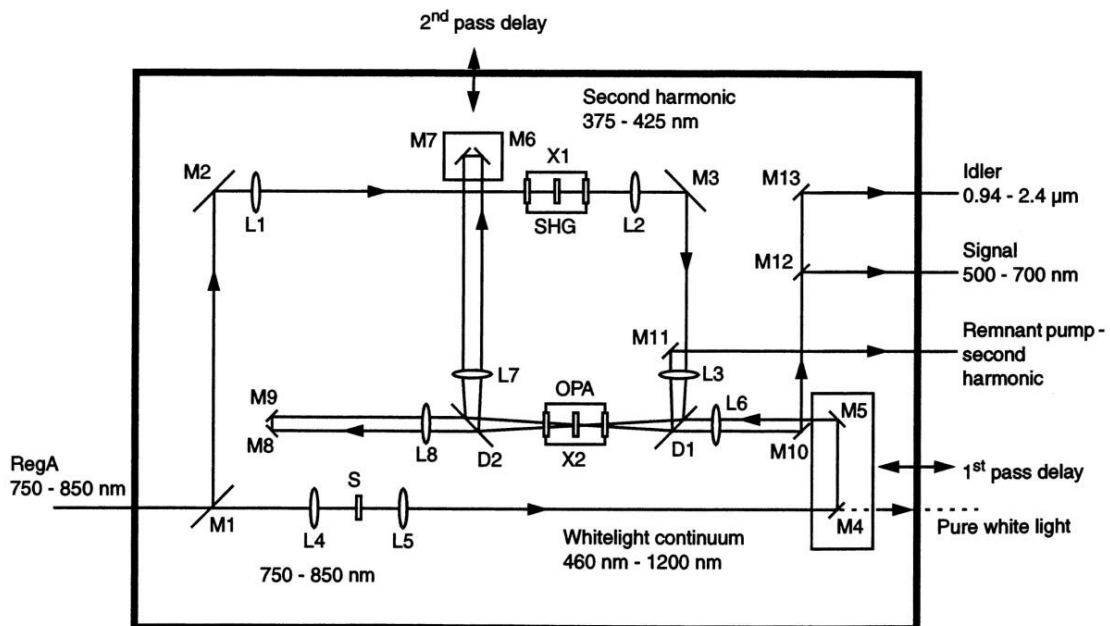 2nd pass delay
Second harmonic
375 - 425 nm
M7
M6
X1
M2
M3
M13
Idler
0.94 - 2.4 µm
L1
SHG
L2
M12
Signal
500 - 700 nm
M11
Remnant pump -
second
harmonic
L7
OPA
L3
L6
M9
M5
M8
L8
D2
X2
D1
M10
RegA
750 - 850 nm
1st pass delay
S
M1
L4
L5
M4
Pure white light
Whitelight continuum
460 nm - 1200 nm
750 - 850 nm